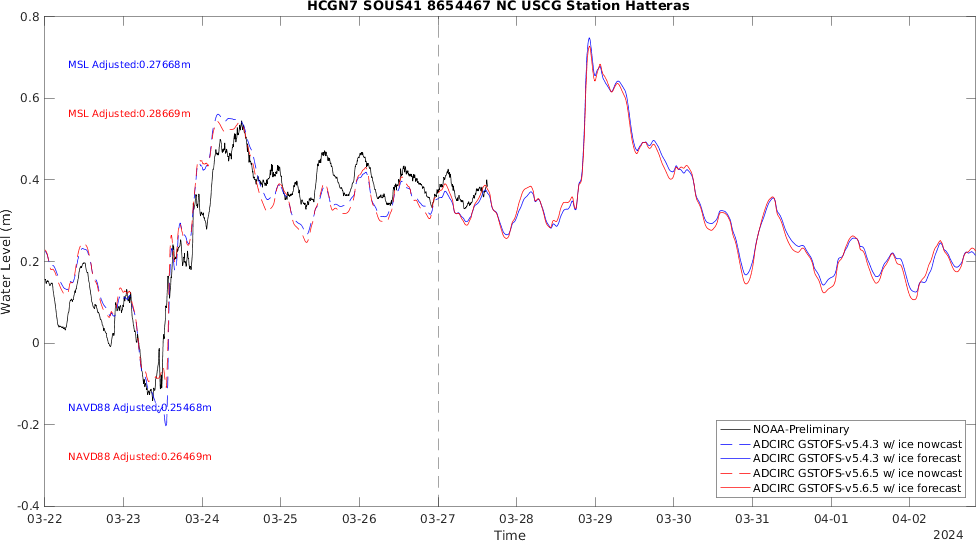 HCGN7 SOUS41 8654467 NC USCG Station Hatteras
0.8
0.6
0.4
0.2
0
-0.2
-0.4
Water Level (m)
MSL Adjusted:0.27668m
MSL Adjusted:0.28669m
NAVD88 Adjusted:0.25468m
NAVD88 Adjusted:0.26469m
NOAA-Preliminary
ADCIRC GSTOFS-v5.4.3 w/ ice nowcast
ADCIRC GSTOFS-v5.4.3 w/ ice forecast
ADCIRC GSTOFS-v5.6.5 w/ ice nowcast
ADCIRC GSTOFS-v5.6.5 w/ ice forecast
03-22 03-23 03-24 03-25 03-26 03-27 03-28 03-29 03-30 03-31 04-01 04-02
Time
2024